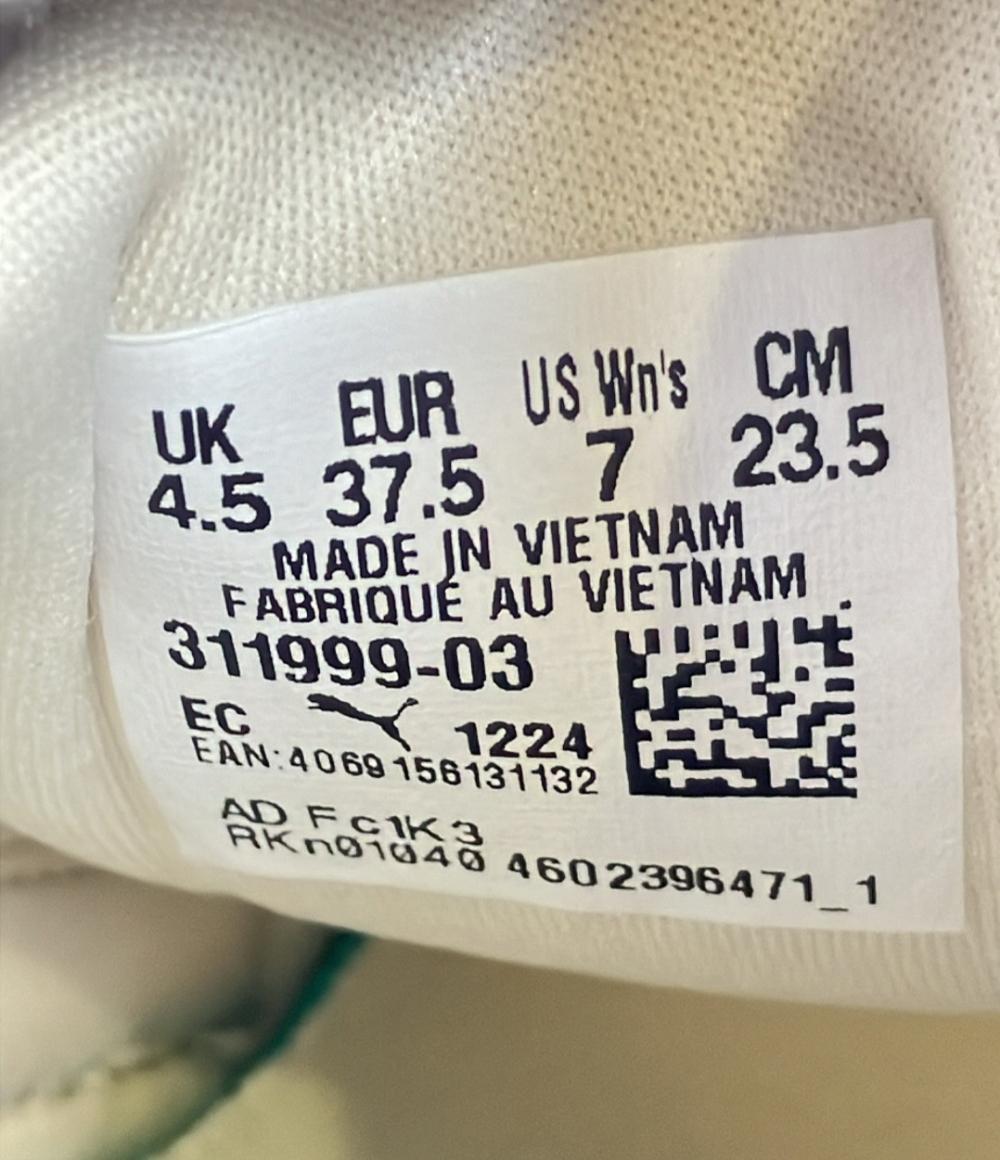 UK EUR US Wn's CM
4.5 37.5 7 23.5
MADE IN VIETNAM
FABRIQUÉ AU VIETNAM
311999-03
EC 1224
EAN:4069156131132
AD F c1K3
RKn01040 4602396471_1